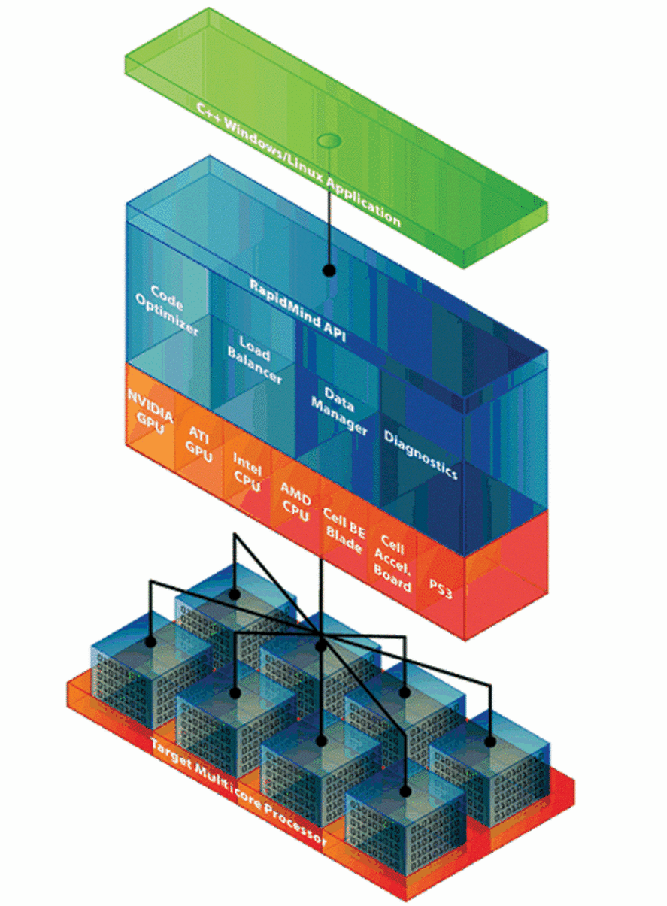 C++ Windows/Linux Application
RapidMind API
Code
Optimizer
Load
Balancer
Data
Manager
Diagnostics
NVIDIA
GPU
ATI
GPU
Intel
CPU
AMD
CPU
Cell BE
Blade
Cell
Accel.
Board
PS3
Target Multicore Processor